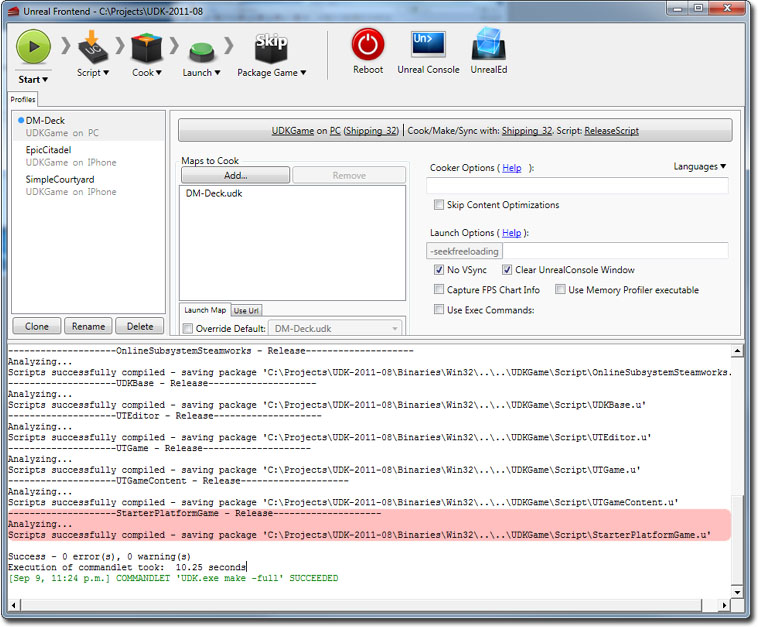 Unreal Frontend - C:\Projects\UDK-2011-08
Start▾
Script▾
Cook▾
Launch▾
Skip
Package Game▾
Reboot
Un>
Unreal Console
UnrealEd
Profiles
DM-Deck
UDKGame on PC
EpicCitadel
UDKGame on IPhone
SimpleCourtyard
UDKGame on IPhone
Clone
Rename
Delete
UDKGame on PC (Shipping_32) | Cook/Make/Sync with: Shipping_32. Script: ReleaseScript
Maps to Cook
Add...
Remove
DM-Deck.udk
Launch Map
Use Url
Override Default:
DM-Deck.udk
Cooker Options ( Help ):
Languages▾
Skip Content Optimizations
Launch Options ( Help ):
-seekfreeloading
No VSync
Clear UnrealConsole Window
Capture FPS Chart Info
Use Memory Profiler executable
Use Exec Commands:
--------------------OnlineSubsystemSteamworks - Release--------------------
Analyzing...
Scripts successfully compiled - saving package 'C:\Projects\UDK-2011-08\Binaries\Win32\..\..\UDKGame\Script\OnlineSubsystemSteamworks.
--------------------UDKBase - Release--------------------
Analyzing...
Scripts successfully compiled - saving package 'C:\Projects\UDK-2011-08\Binaries\Win32\..\..\UDKGame\Script\UDKBase.u'
--------------------UTEditor - Release--------------------
Analyzing...
Scripts successfully compiled - saving package 'C:\Projects\UDK-2011-08\Binaries\Win32\..\..\UDKGame\Script\UTEditor.u'
--------------------UTGame - Release--------------------
Analyzing...
Scripts successfully compiled - saving package 'C:\Projects\UDK-2011-08\Binaries\Win32\..\..\UDKGame\Script\UTGame.u'
--------------------UTGameContent - Release--------------------
Analyzing...
Scripts successfully compiled - saving package 'C:\Projects\UDK-2011-08\Binaries\Win32\..\..\UDKGame\Script\UTGameContent.u'
--------------------StarterPlatformGame - Release--------------------
Analyzing...
Scripts successfully compiled - saving package 'C:\Projects\UDK-2011-08\Binaries\Win32\..\..\UDKGame\Script\StarterPlatformGame.u'
Success - 0 error(s), 0 warning(s)
Execution of commandlet took:  10.25 seconds
[Sep 9, 11:24 p.m.] COMMANDLET 'UDK.exe make -full' SUCCEEDED